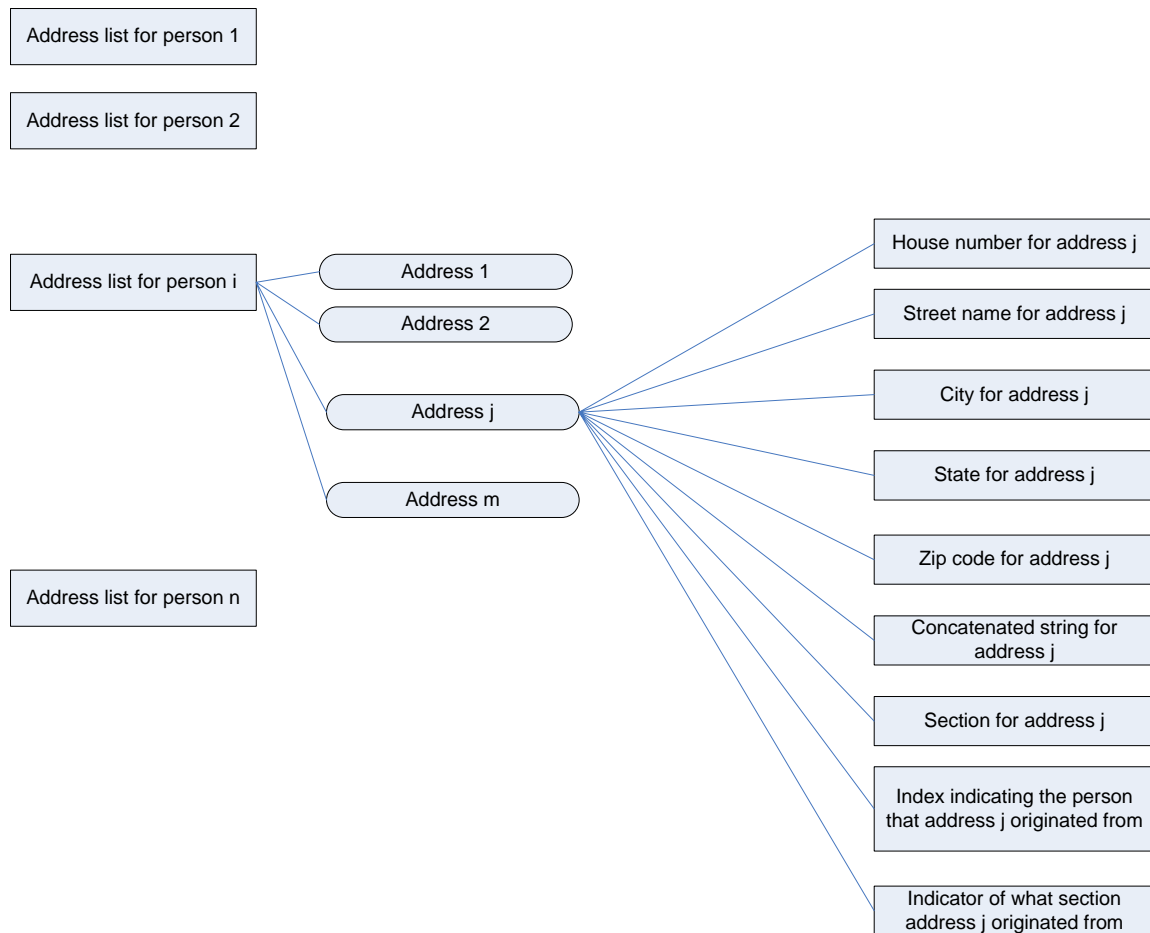 Address list for person 1
Address list for person 2
Address list for person i
Address 1
Address 2
Address j
Address m
House number for address j
Street name for address j
City for address j
State for address j
Zip code for address j
Concatenated string for
address j
Section for address j
Index indicating the person
that address j originated from
Indicator of what section
address j originated from
Address list for person n